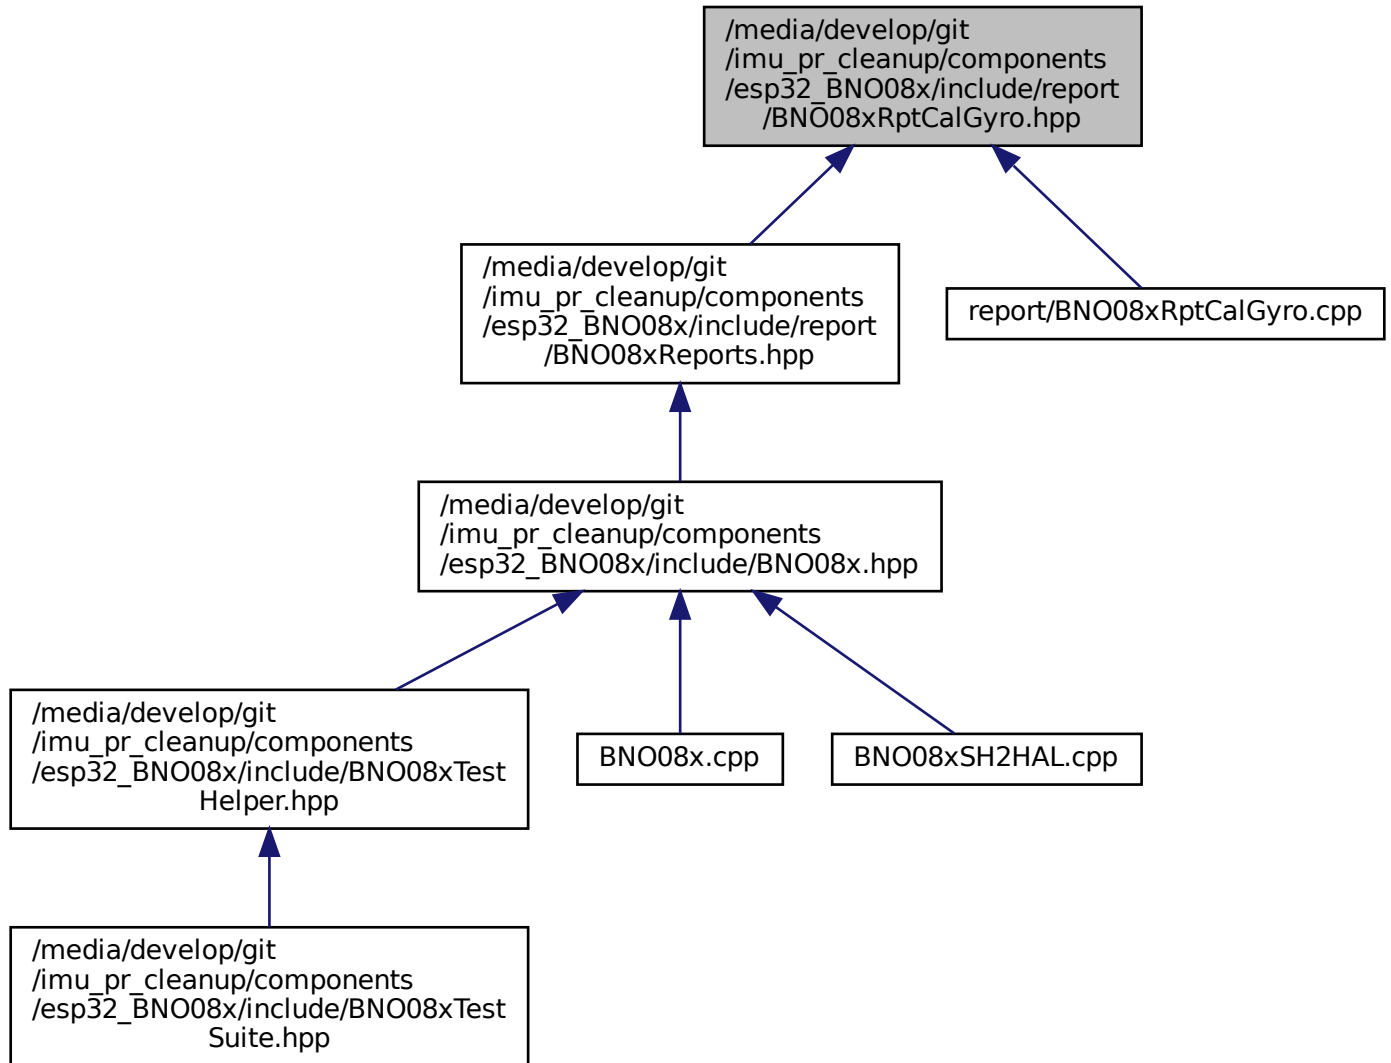 /media/develop/git
/imu_pr_cleanup/components
/esp32_BNO08x/include/report
/BNO08xRptCalGyro.hpp
/media/develop/git
/imu_pr_cleanup/components
/esp32_BNO08x/include/report
/BNO08xReports.hpp
report/BNO08xRptCalGyro.cpp
/media/develop/git
/imu_pr_cleanup/components
/esp32_BNO08x/include/BNO08x.hpp
/media/develop/git
/imu_pr_cleanup/components
/esp32_BNO08x/include/BNO08xTest
Helper.hpp
BNO08x.cpp
BNO08xSH2HAL.cpp
/media/develop/git
/imu_pr_cleanup/components
/esp32_BNO08x/include/BNO08xTest
Suite.hpp